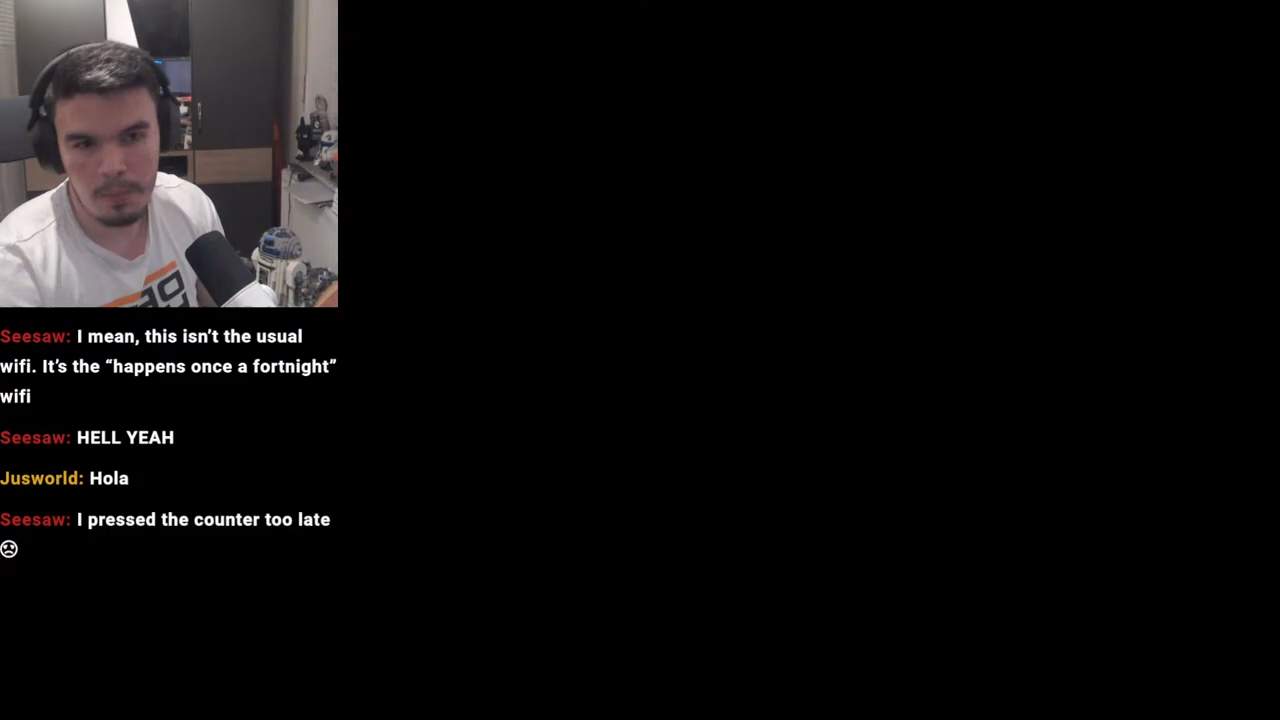 Seesaw: I mean, this isn’t the usual
wifi. It’s the “happens once a fortnight”
wifi
Seesaw: HELL YEAH
Jusworld: Hola
Seesaw: I pressed the counter too late
☹